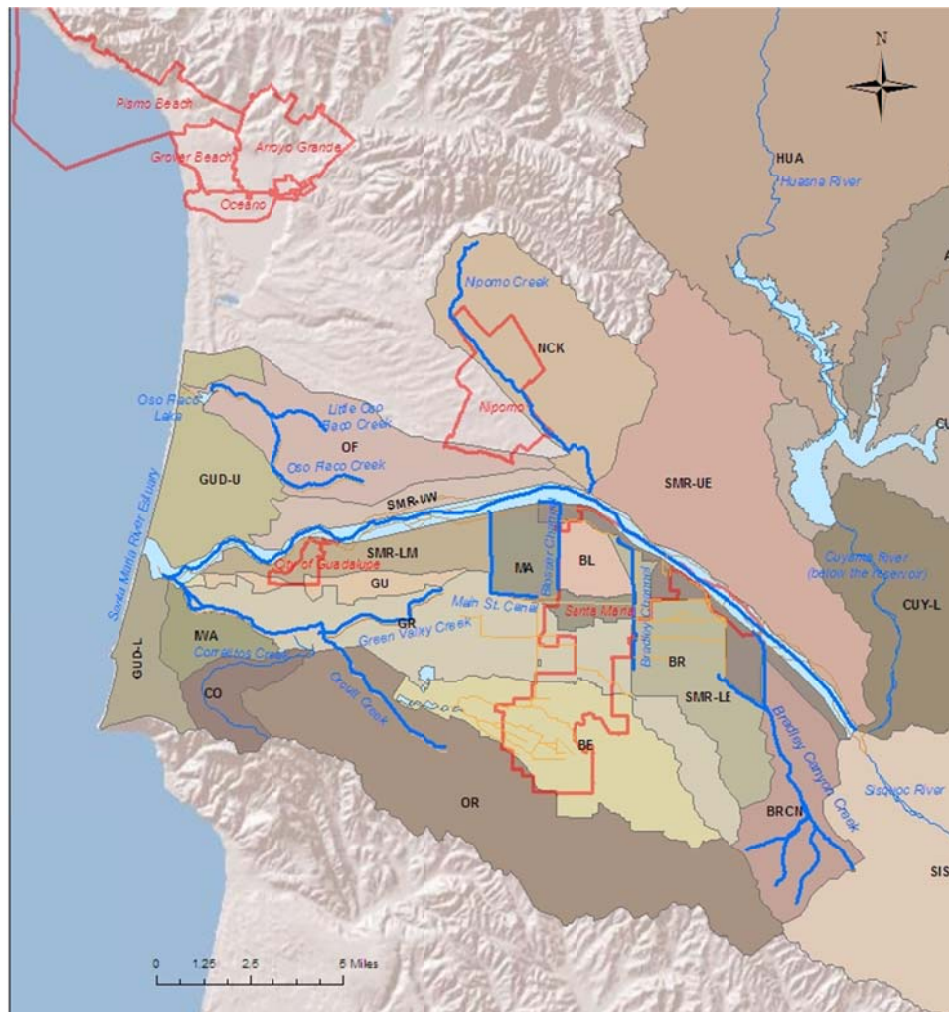 N
Pismo Beach
Grover Beach
Arroyo Grande
Oceano
HUA
Huasna River
Nipomo Creek
NCK
Nipomo
Oso Flaco
Lake
Little Oso
Flaco Creek
OF
Oso Flaco Creek
GUD-U
SMR-UW
SMR-UE
Santa Maria River Estuary
SMR-LM
City of Guadalupe
MA
BL
Cuyama River
(below the reservoir)
CUY-L
GU
Main St. Canal
Santa Maria
Bradley Channel
GR
Green Valley Creek
Corralitos Creek
GUD-L
CO
Orcutt Creek
BR
SMR-LE
BE
Bradley Canyon Creek
Sisquoc River
OR
BRCN
SIS
0 1.25 2.5 5 Miles